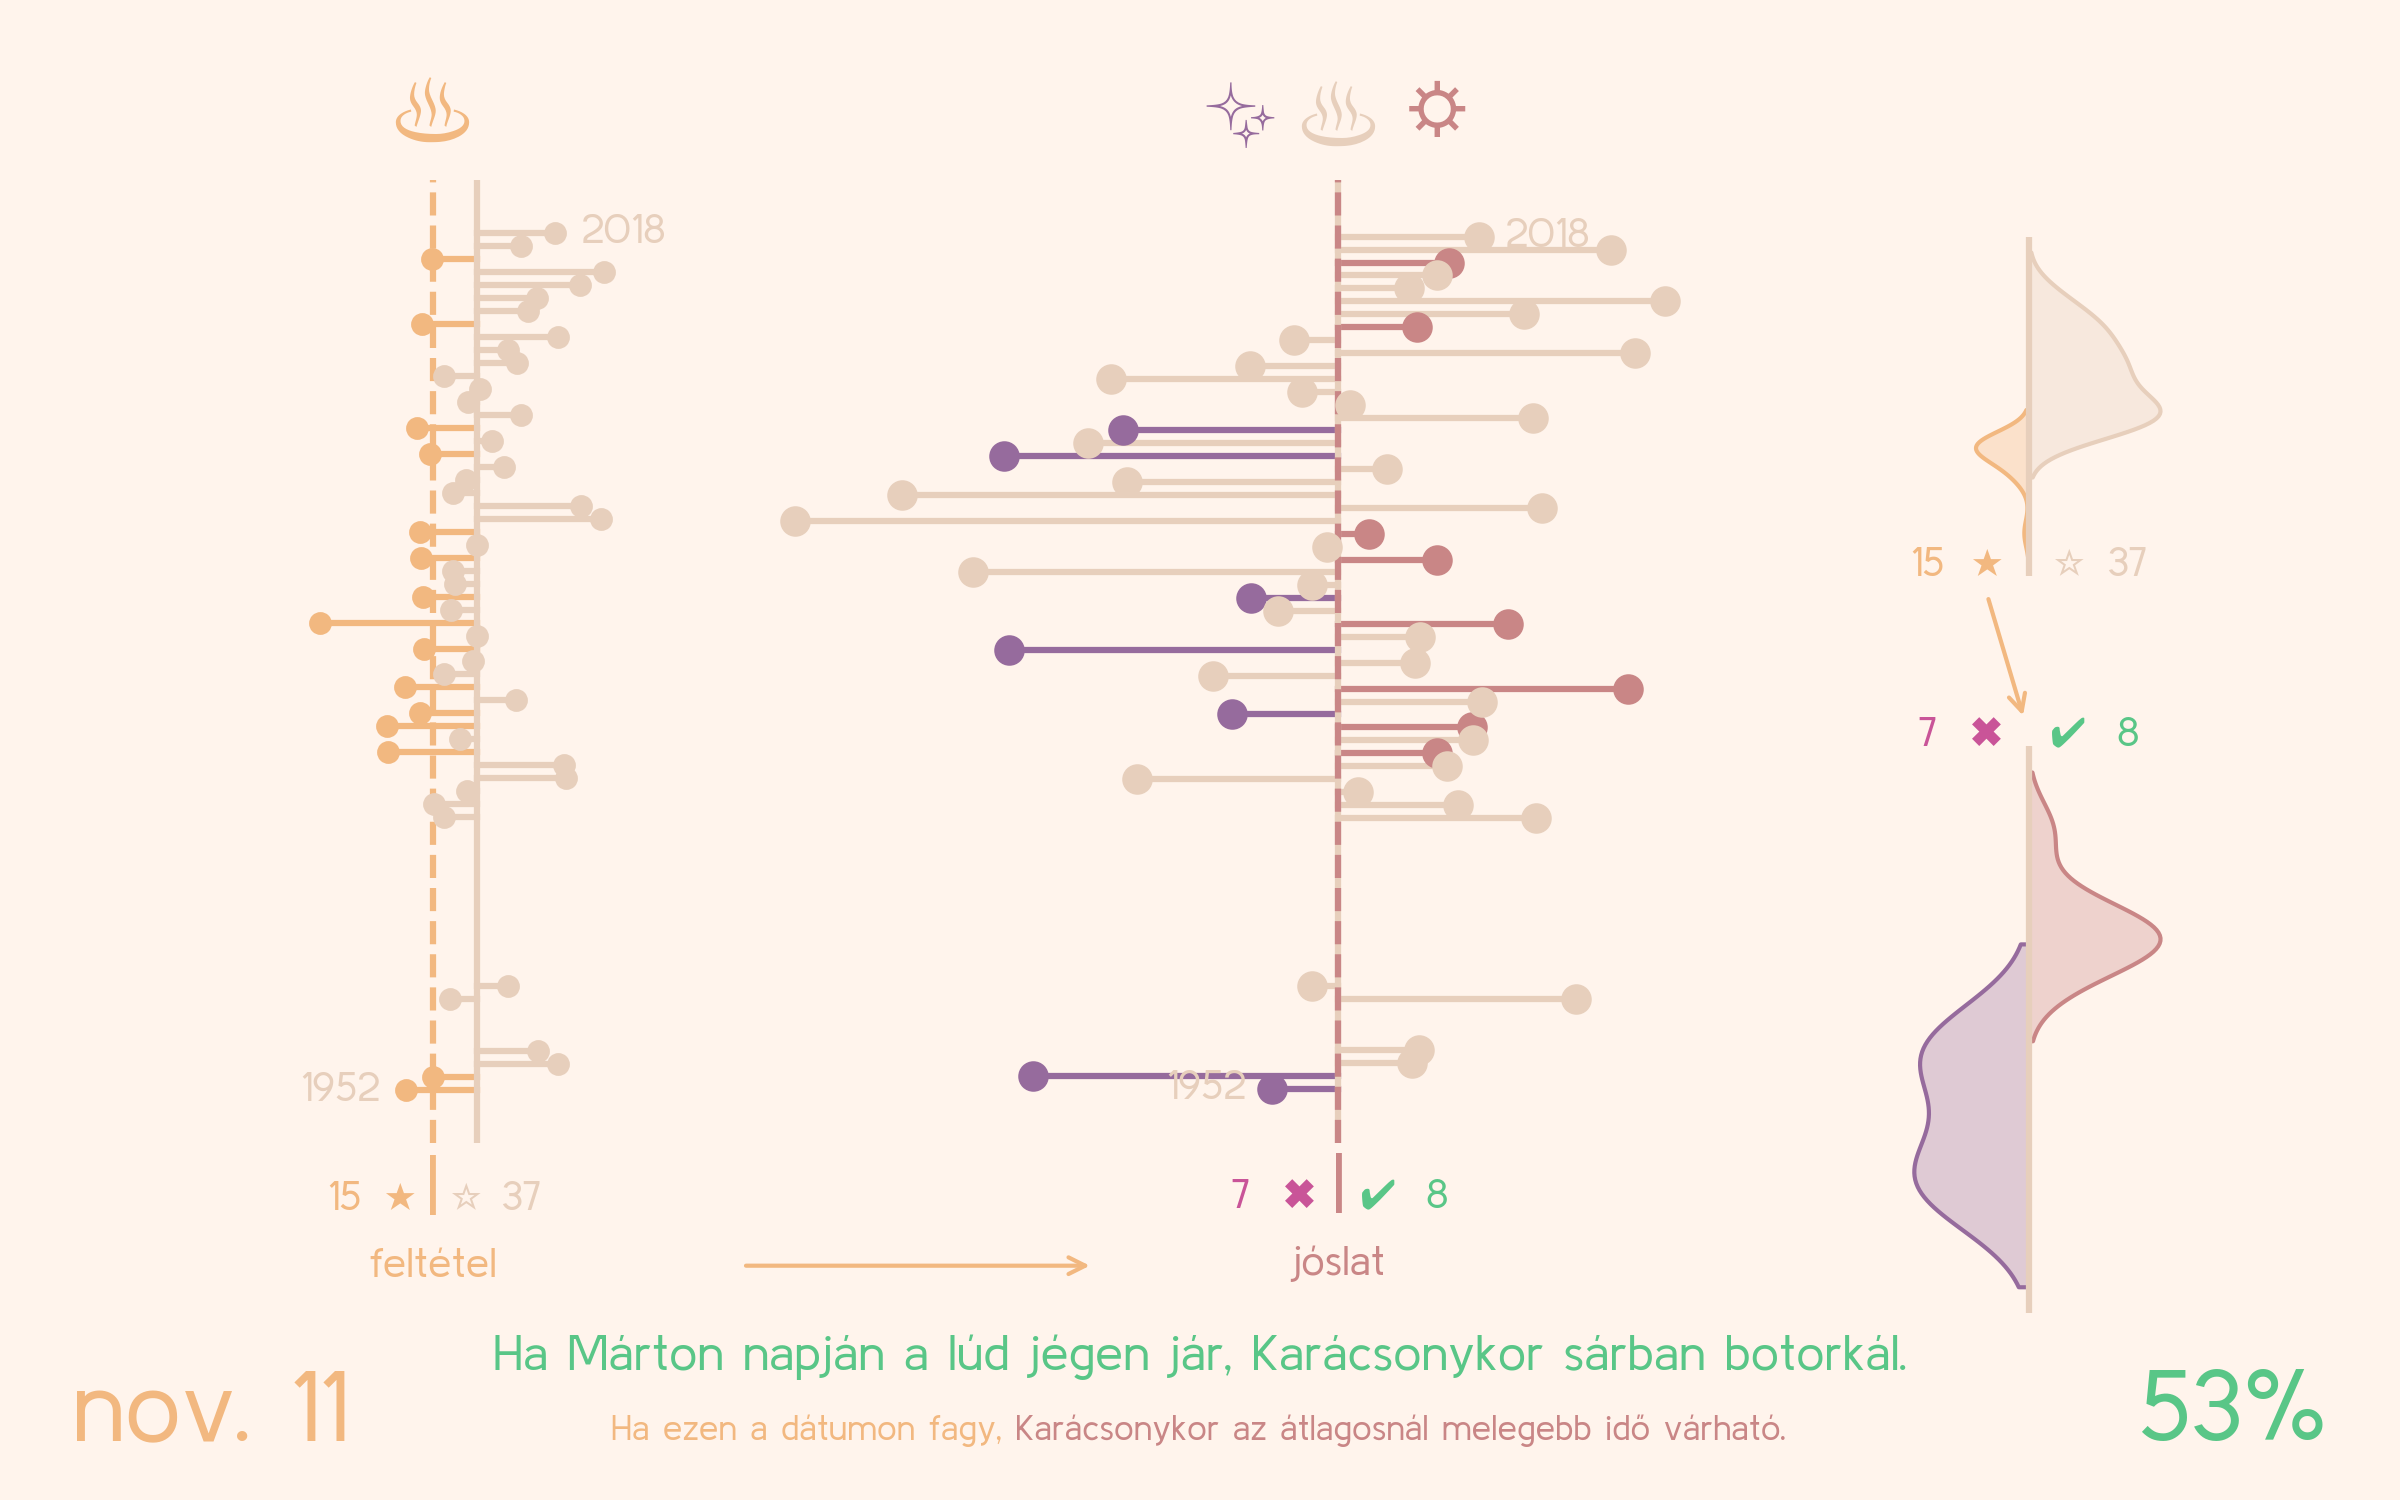 2018
2018
15 ★ ☆ 37
7 ✖ ✔ 8
1952
1952
15 ★ ☆ 37
7 ✖ ✔ 8
feltétel
jóslat
Ha Márton napján a lúd jégen jár, Karácsonykor sárban botorkál.
nov. 11
53%
Ha ezen a dátumon fagy, Karácsonykor az átlagosnál melegebb idő várható.